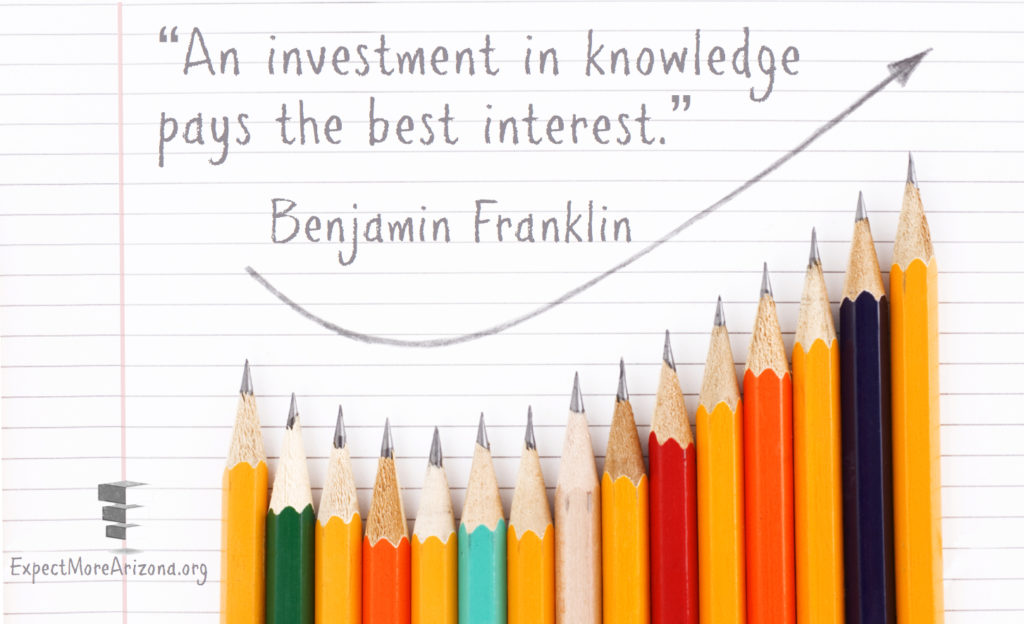 “An investment in knowledge
pays the best interest.”
Benjamin Franklin
ExpectMoreArizona.org